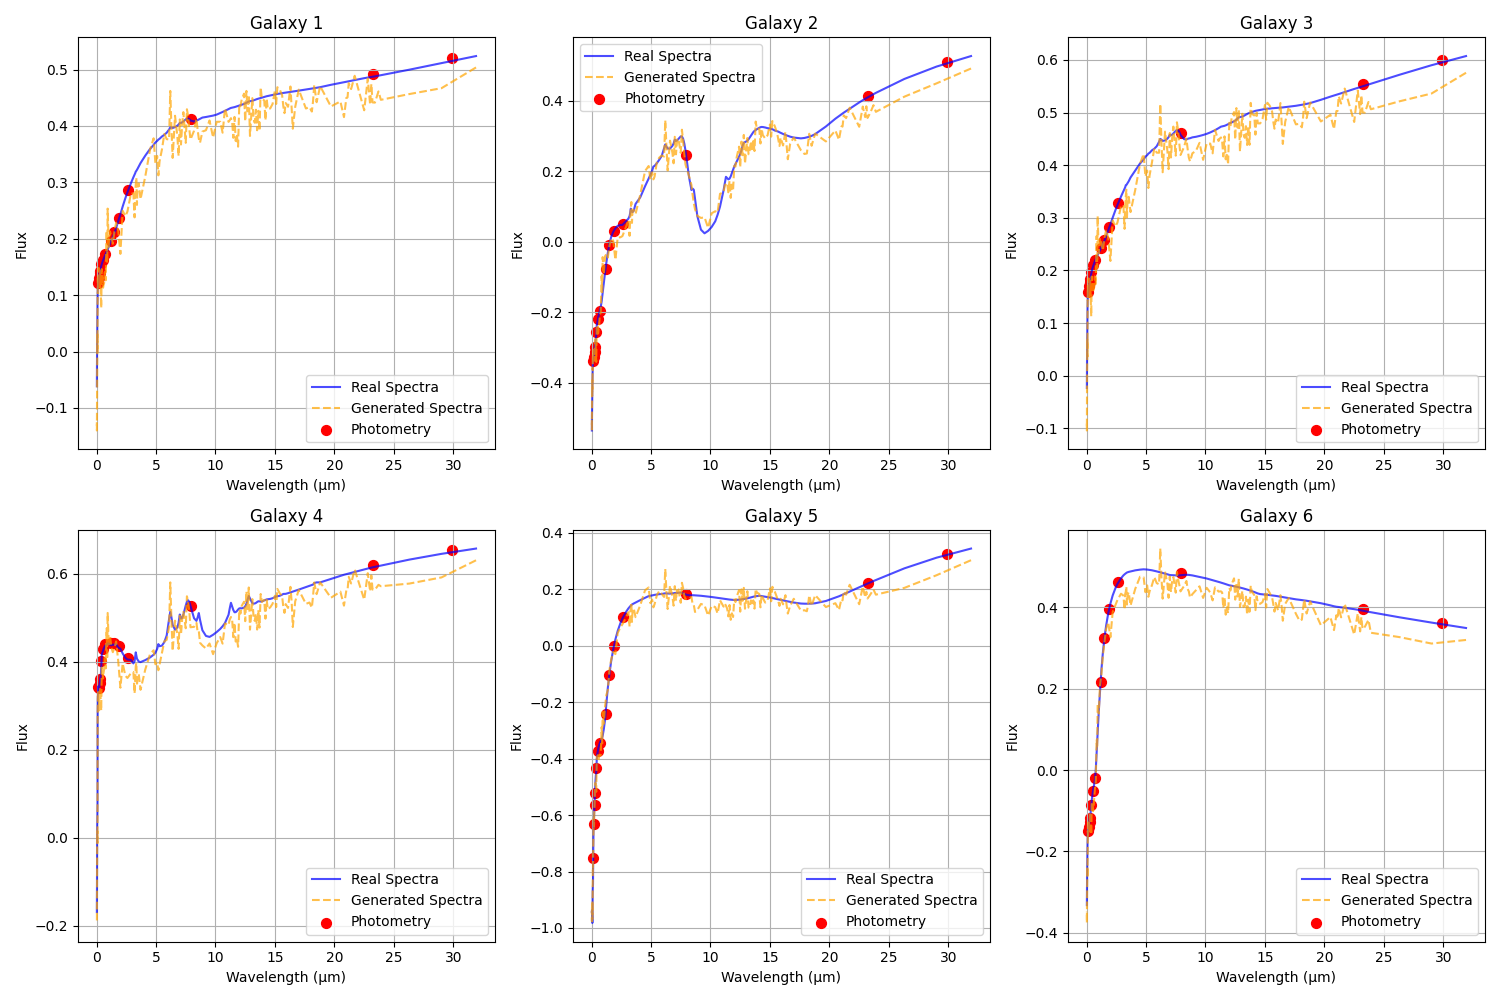 Galaxy 1
0.5
0.4
0.3
0.2
0.1
0.0
−0.1
Flux
Real Spectra
Generated Spectra
Photometry
0 5 10 15 20 25 30
Wavelength (μm)
Galaxy 2
Real Spectra
Generated Spectra
Photometry
0.4
0.2
0.0
−0.2
−0.4
Flux
0 5 10 15 20 25 30
Wavelength (μm)
Galaxy 3
0.6
0.5
0.4
0.3
0.2
0.1
0.0
−0.1
Flux
Real Spectra
Generated Spectra
Photometry
0 5 10 15 20 25 30
Wavelength (μm)
Galaxy 4
0.6
0.4
0.2
0.0
−0.2
Flux
Real Spectra
Generated Spectra
Photometry
0 5 10 15 20 25 30
Wavelength (μm)
Galaxy 5
0.4
0.2
0.0
−0.2
−0.4
−0.6
−0.8
−1.0
Flux
Real Spectra
Generated Spectra
Photometry
0 5 10 15 20 25 30
Wavelength (μm)
Galaxy 6
0.4
0.2
0.0
−0.2
−0.4
Flux
Real Spectra
Generated Spectra
Photometry
0 5 10 15 20 25 30
Wavelength (μm)